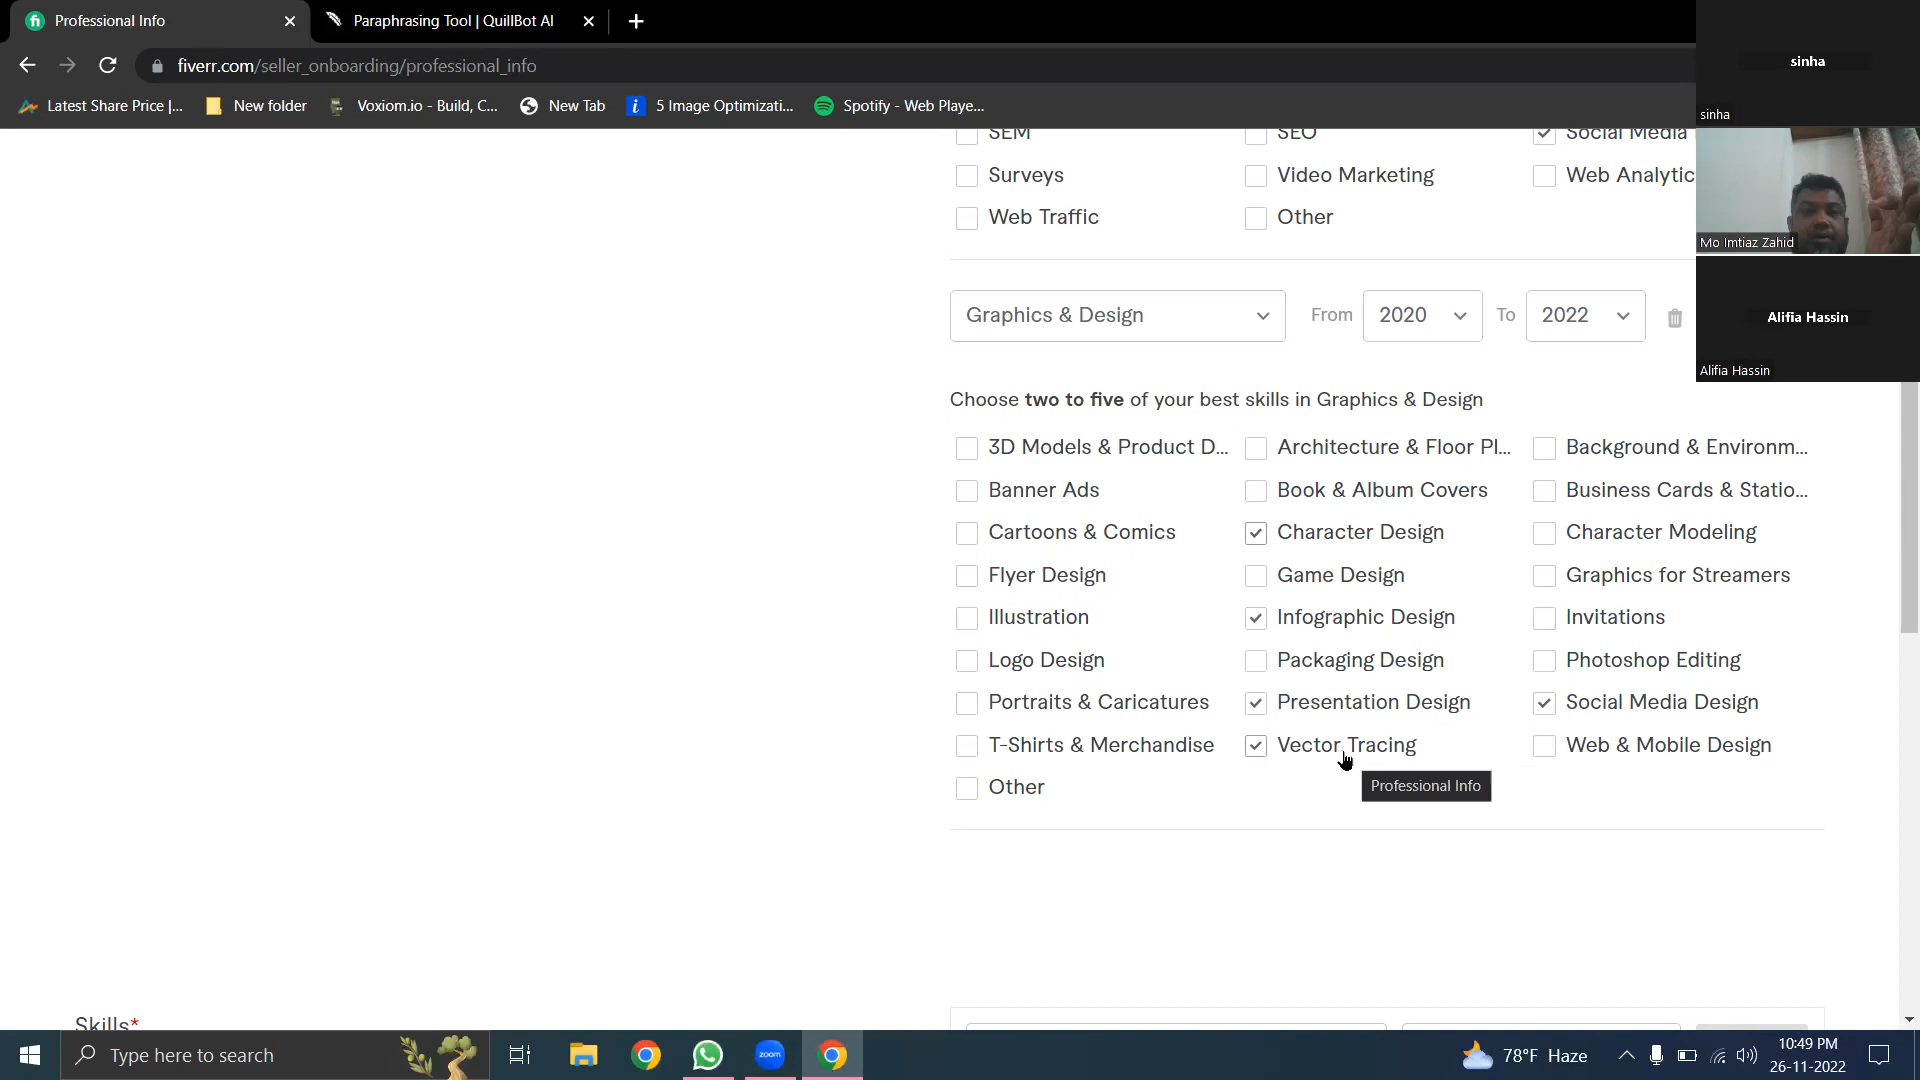 Professional Info
Paraphrasing Tool | QuillBot AI
sinha
fiverr.com/seller_onboarding/professional_info
Latest Share Price |...
New folder
Voxiom.io - Build, C...
New Tab
5 Image Optimizati...
Spotify - Web Playe...
sinha
SEM
SEO
Social Media
Surveys
Video Marketing
Web Analytic
Web Traffic
Other
Mo Imtiaz Zahid
Graphics & Design
From
2020
To
2022
Alifia Hassin
Alifia Hassin
Choose two to five of your best skills in Graphics & Design
3D Models & Product D...
Architecture & Floor Pl...
Background & Environm...
Banner Ads
Book & Album Covers
Business Cards & Statio...
Cartoons & Comics
Character Design
Character Modeling
Flyer Design
Game Design
Graphics for Streamers
Illustration
Infographic Design
Invitations
Logo Design
Packaging Design
Photoshop Editing
Portraits & Caricatures
Presentation Design
Social Media Design
T-Shirts & Merchandise
Vector Tracing
Web & Mobile Design
Other
Professional Info
Skills*
Type here to search
zoom
78°F Haze
10:49 PM
26-11-2022